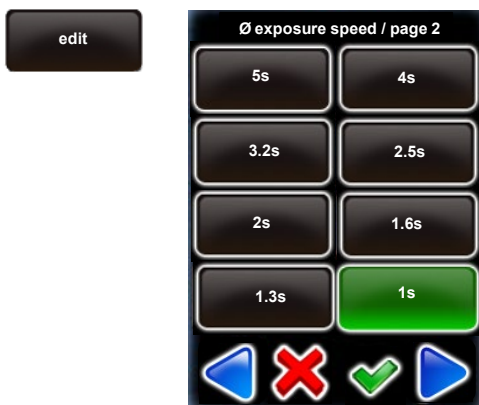 edit
Ø exposure speed / page 2
5s
4s
3.2s
2.5s
2s
1.6s
1.3s
1s